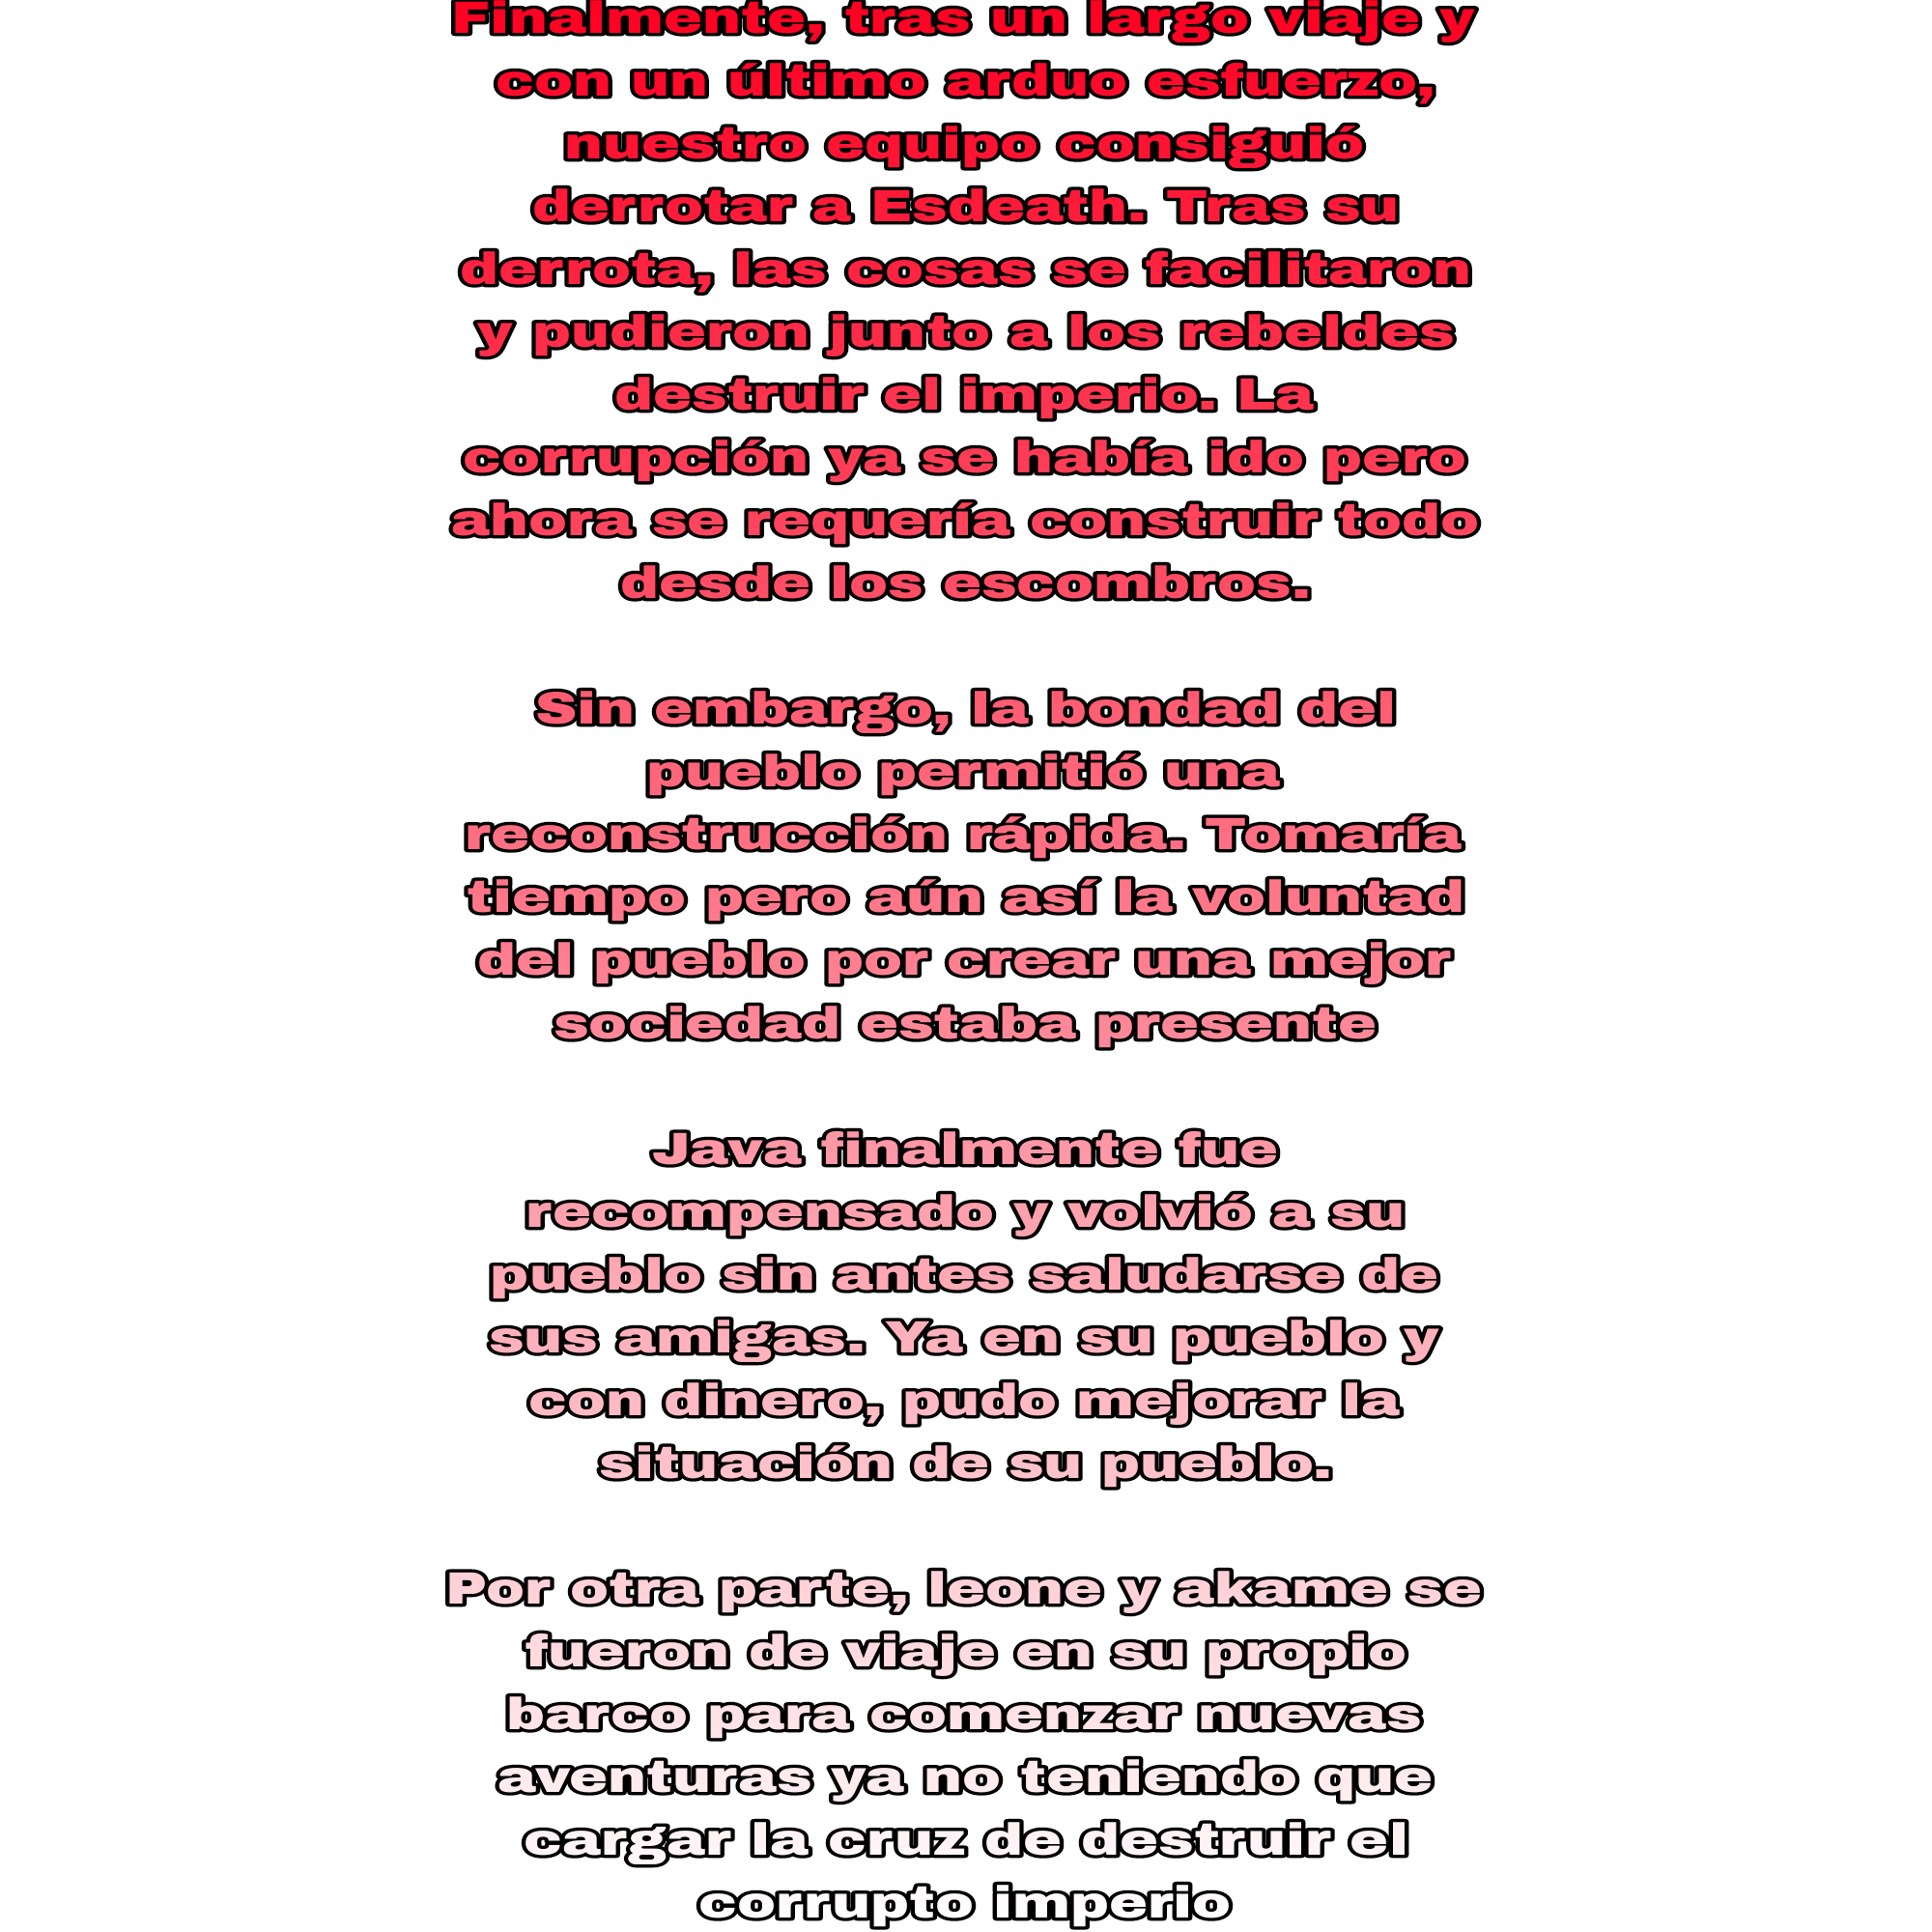 Finalmente, tras un largo viaje y
con un último arduo esfuerzo,
nuestro equipo consiguió
derrotar a Esdeath. Tras su
derrota, las cosas se facilitaron
y pudieron junto a los rebeldes
destruir el imperio. La
corrupción ya se había ido pero
ahora se requería construir todo
desde los escombros.
Sin embargo, la bondad del
pueblo permitió una
reconstrucción rápida. Tomaría
tiempo pero aún así la voluntad
del pueblo por crear una mejor
sociedad estaba presente
Java finalmente fue
recompensado y volvió a su
pueblo sin antes saludarse de
sus amigas. Ya en su pueblo y
con dinero, pudo mejorar la
situación de su pueblo.
Por otra parte, leone y akame se
fueron de viaje en su propio
barco para comenzar nuevas
aventuras ya no teniendo que
cargar la cruz de destruir el
corrupto imperio